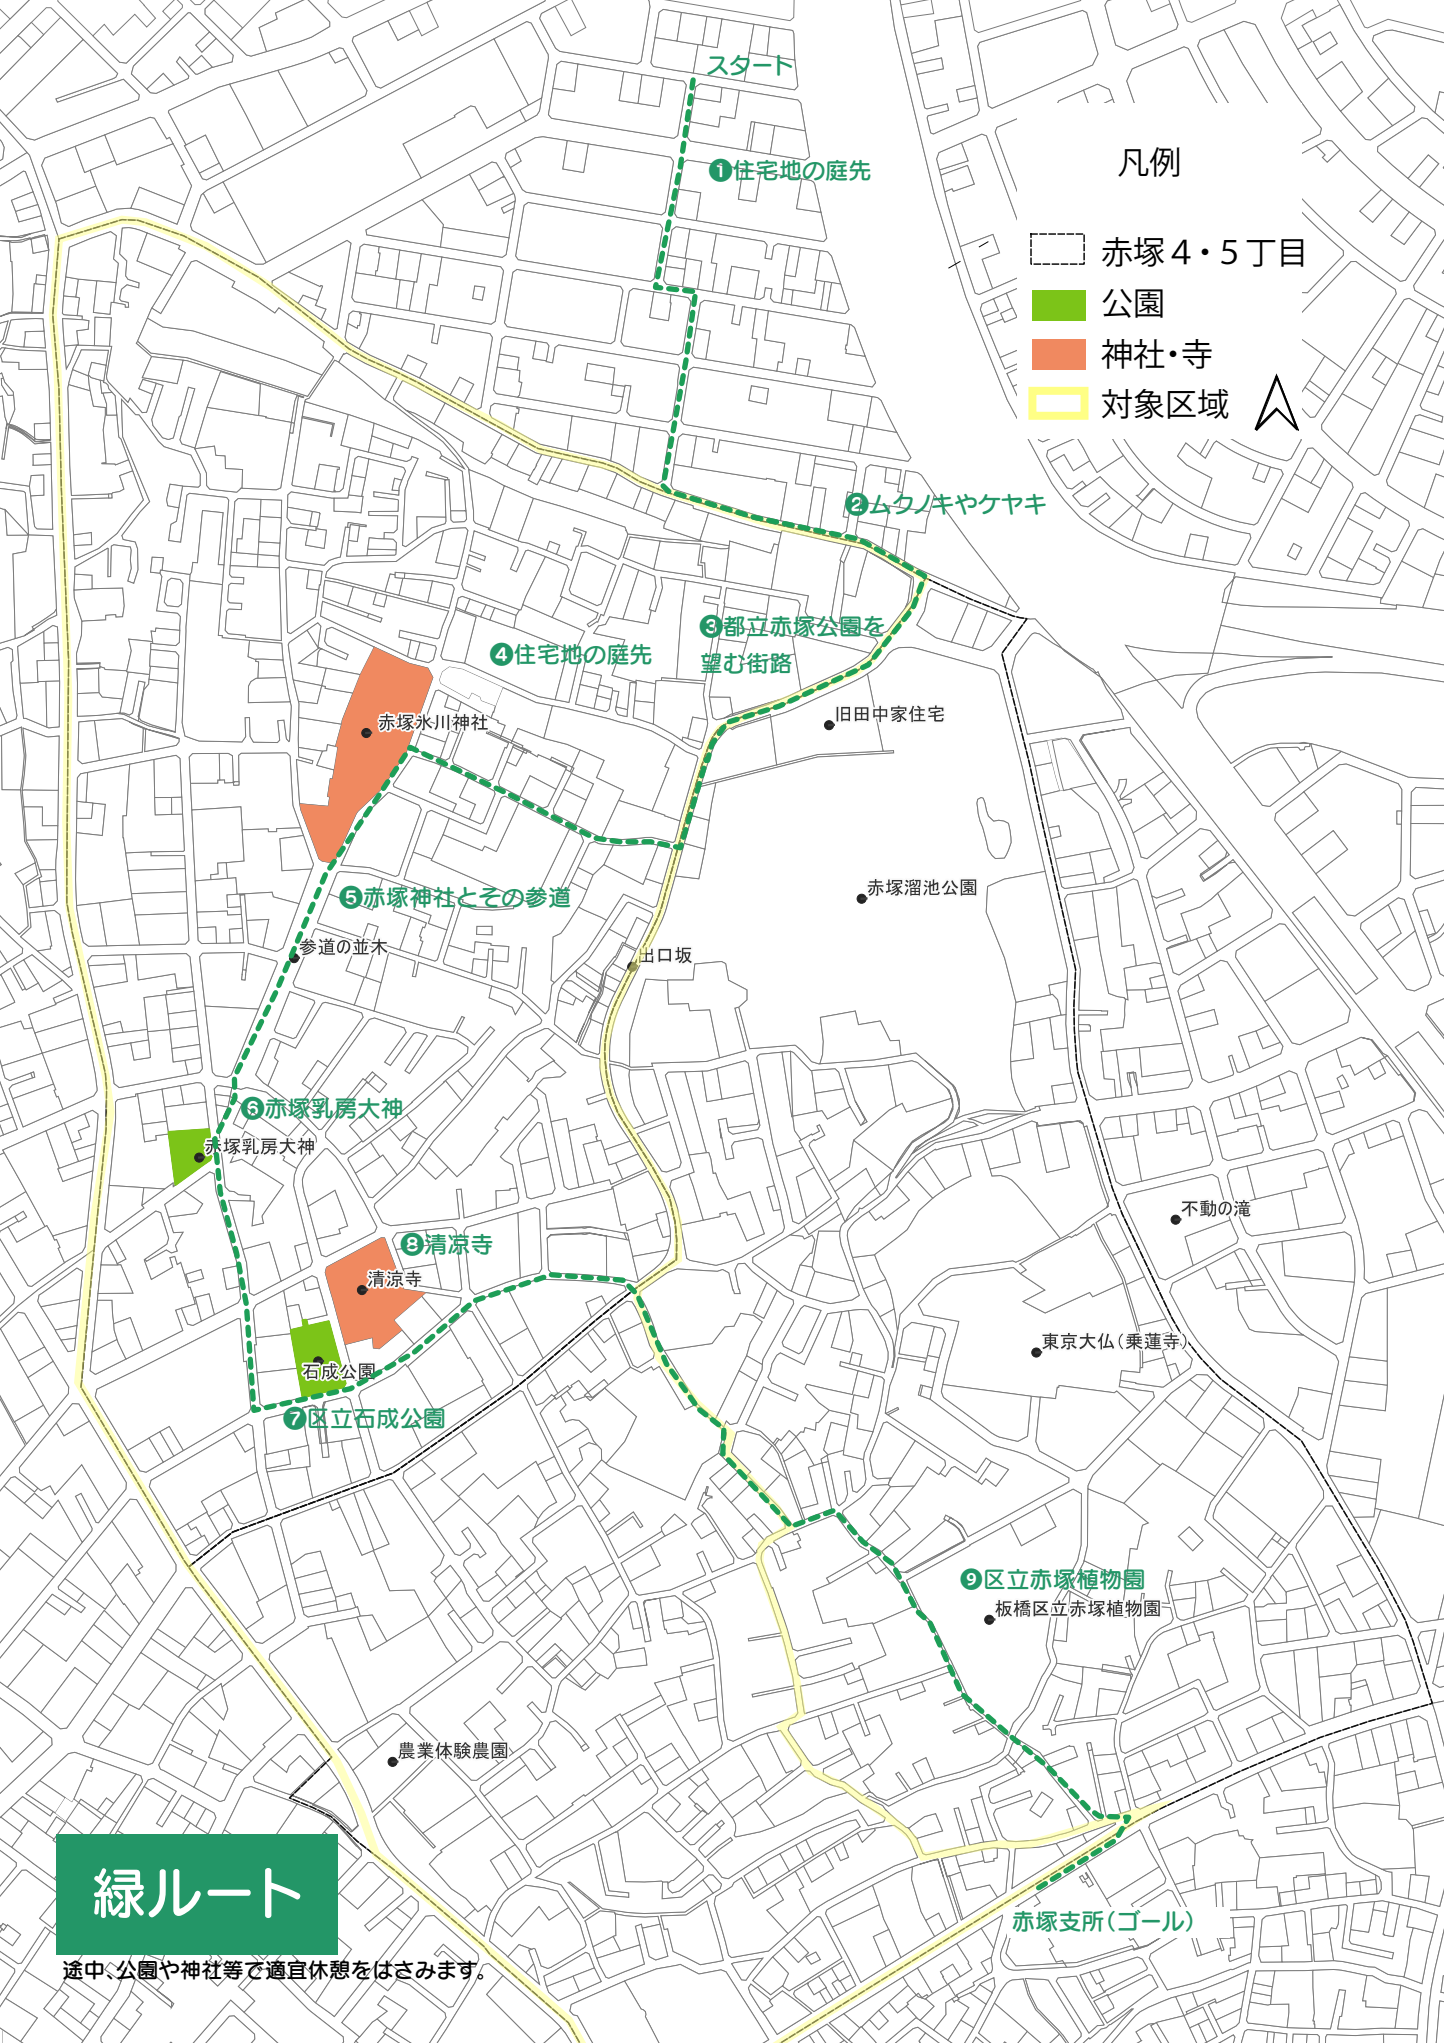 スタート
❶住宅地の庭先
凡例
赤塚４・５丁目
公園
神社・寺
対象区域
❷ムクノキやケヤキ
❸都立赤塚公園を
望む街路
❹住宅地の庭先
旧田中家住宅
赤塚氷川神社
赤塚溜池公園
❺赤塚神社とその参道
参道の並木
出口坂
❻赤塚乳房大神
赤塚乳房大神
不動の滝
❽清涼寺
清涼寺
東京大仏（乗蓮寺）
石成公園
❼区立石成公園
❾区立赤塚植物園
板橋区立赤塚植物園
農業体験農園
緑ルート
赤塚支所（ゴール）
途中、公園や神社等で適宜休憩をはさみます。